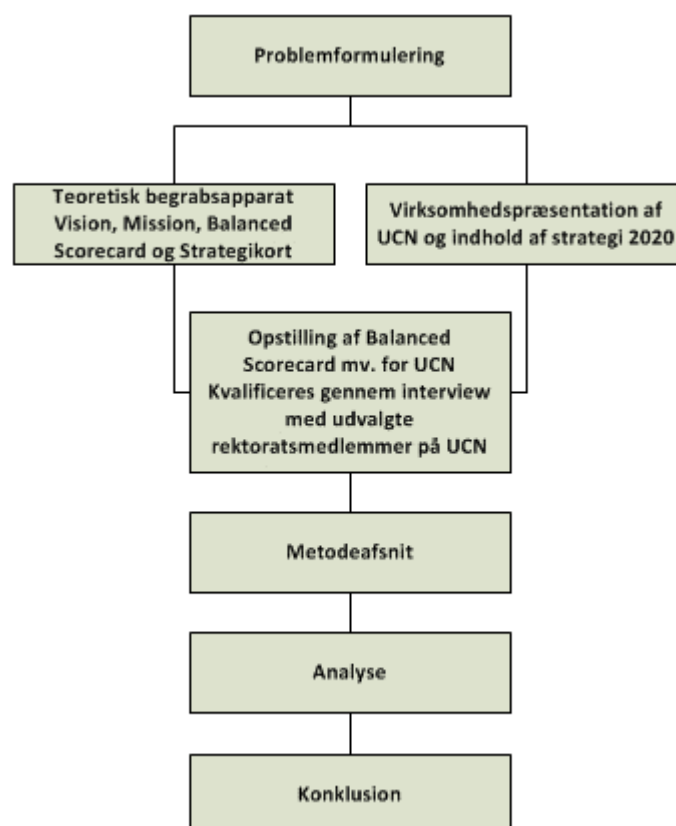 Problemformulering
Teoretisk begrabsapparat
Vision, Mission, Balanced
Scorecard og Strategikort
Virksomhedspræsentation af
UCN og indhold af strategi 2020
Opstilling af Balanced
Scorecard mv. for UCN
Kvalificeres gennem interview
med udvalgte
rektoratsmedlemmer på UCN
Metodeafsnit
Analyse
Konklusion